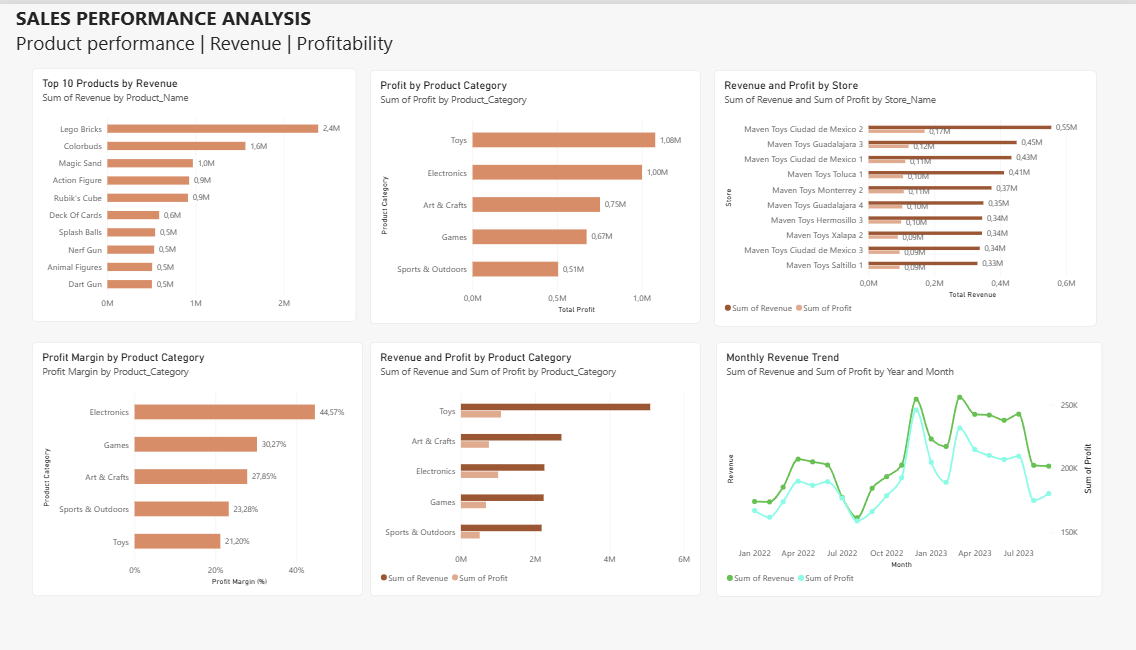 SALES PERFORMANCE ANALYSIS
Product performance | Revenue | Profitability
Top 10 Products by Revenue
Sum of Revenue by Product_Name
Lego Bricks 2,4M
Colorbuds 1,6M
Magic Sand 1,0M
Action Figure 0,9M
Rubik's Cube 0,9M
Deck Of Cards 0,6M
Splash Balls 0,5M
Nerf Gun 0,5M
Animal Figures 0,5M
Dart Gun 0,5M
0M 1M 2M
Profit by Product Category
Sum of Profit by Product_Category
Product Category
Toys 1,08M
Electronics 1,00M
Art & Crafts 0,75M
Games 0,67M
Sports & Outdoors 0,51M
0,0M 0,5M 1,0M
Total Profit
Revenue and Profit by Store
Sum of Revenue and Sum of Profit by Store_Name
Store
Maven Toys Ciudad de Mexico 2 0,55M 0,17M
Maven Toys Guadalajara 3 0,45M 0,12M
Maven Toys Ciudad de Mexico 1 0,43M 0,11M
Maven Toys Toluca 1 0,41M 0,10M
Maven Toys Monterrey 2 0,37M 0,11M
Maven Toys Guadalajara 4 0,35M 0,10M
Maven Toys Hermosillo 3 0,34M 0,10M
Maven Toys Xalapa 2 0,34M 0,09M
Maven Toys Ciudad de Mexico 3 0,34M 0,09M
Maven Toys Saltillo 1 0,33M 0,09M
0,0M 0,2M 0,4M 0,6M
Total Revenue
Sum of Revenue Sum of Profit
Profit Margin by Product Category
Profit Margin by Product_Category
Product Category
Electronics 44,57%
Games 30,27%
Art & Crafts 27,85%
Sports & Outdoors 23,28%
Toys 21,20%
0% 20% 40%
Profit Margin (%)
Revenue and Profit by Product Category
Sum of Revenue and Sum of Profit by Product_Category
Toys
Art & Crafts
Electronics
Games
Sports & Outdoors
0M 2M 4M 6M
Sum of Revenue Sum of Profit
Monthly Revenue Trend
Sum of Revenue and Sum of Profit by Year and Month
Revenue
250K
200K
150K
Sum of Profit
Jan 2022 Apr 2022 Jul 2022 Oct 2022 Jan 2023 Apr 2023 Jul 2023
Month
Sum of Revenue Sum of Profit